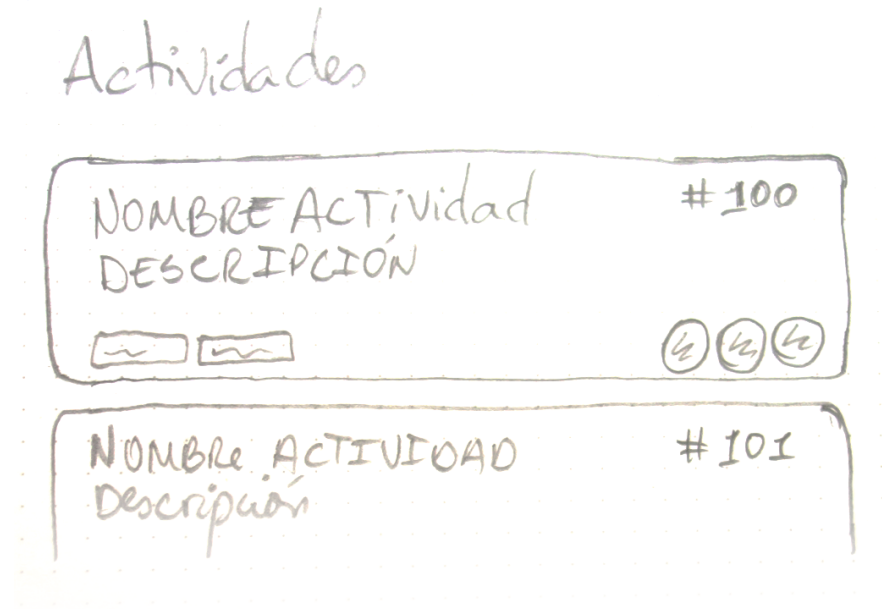 Actividades
NOMBRE ACTividad #100
DESCRIPCIÓN
NOMBRE ACTIVIDAD #101
Descripción